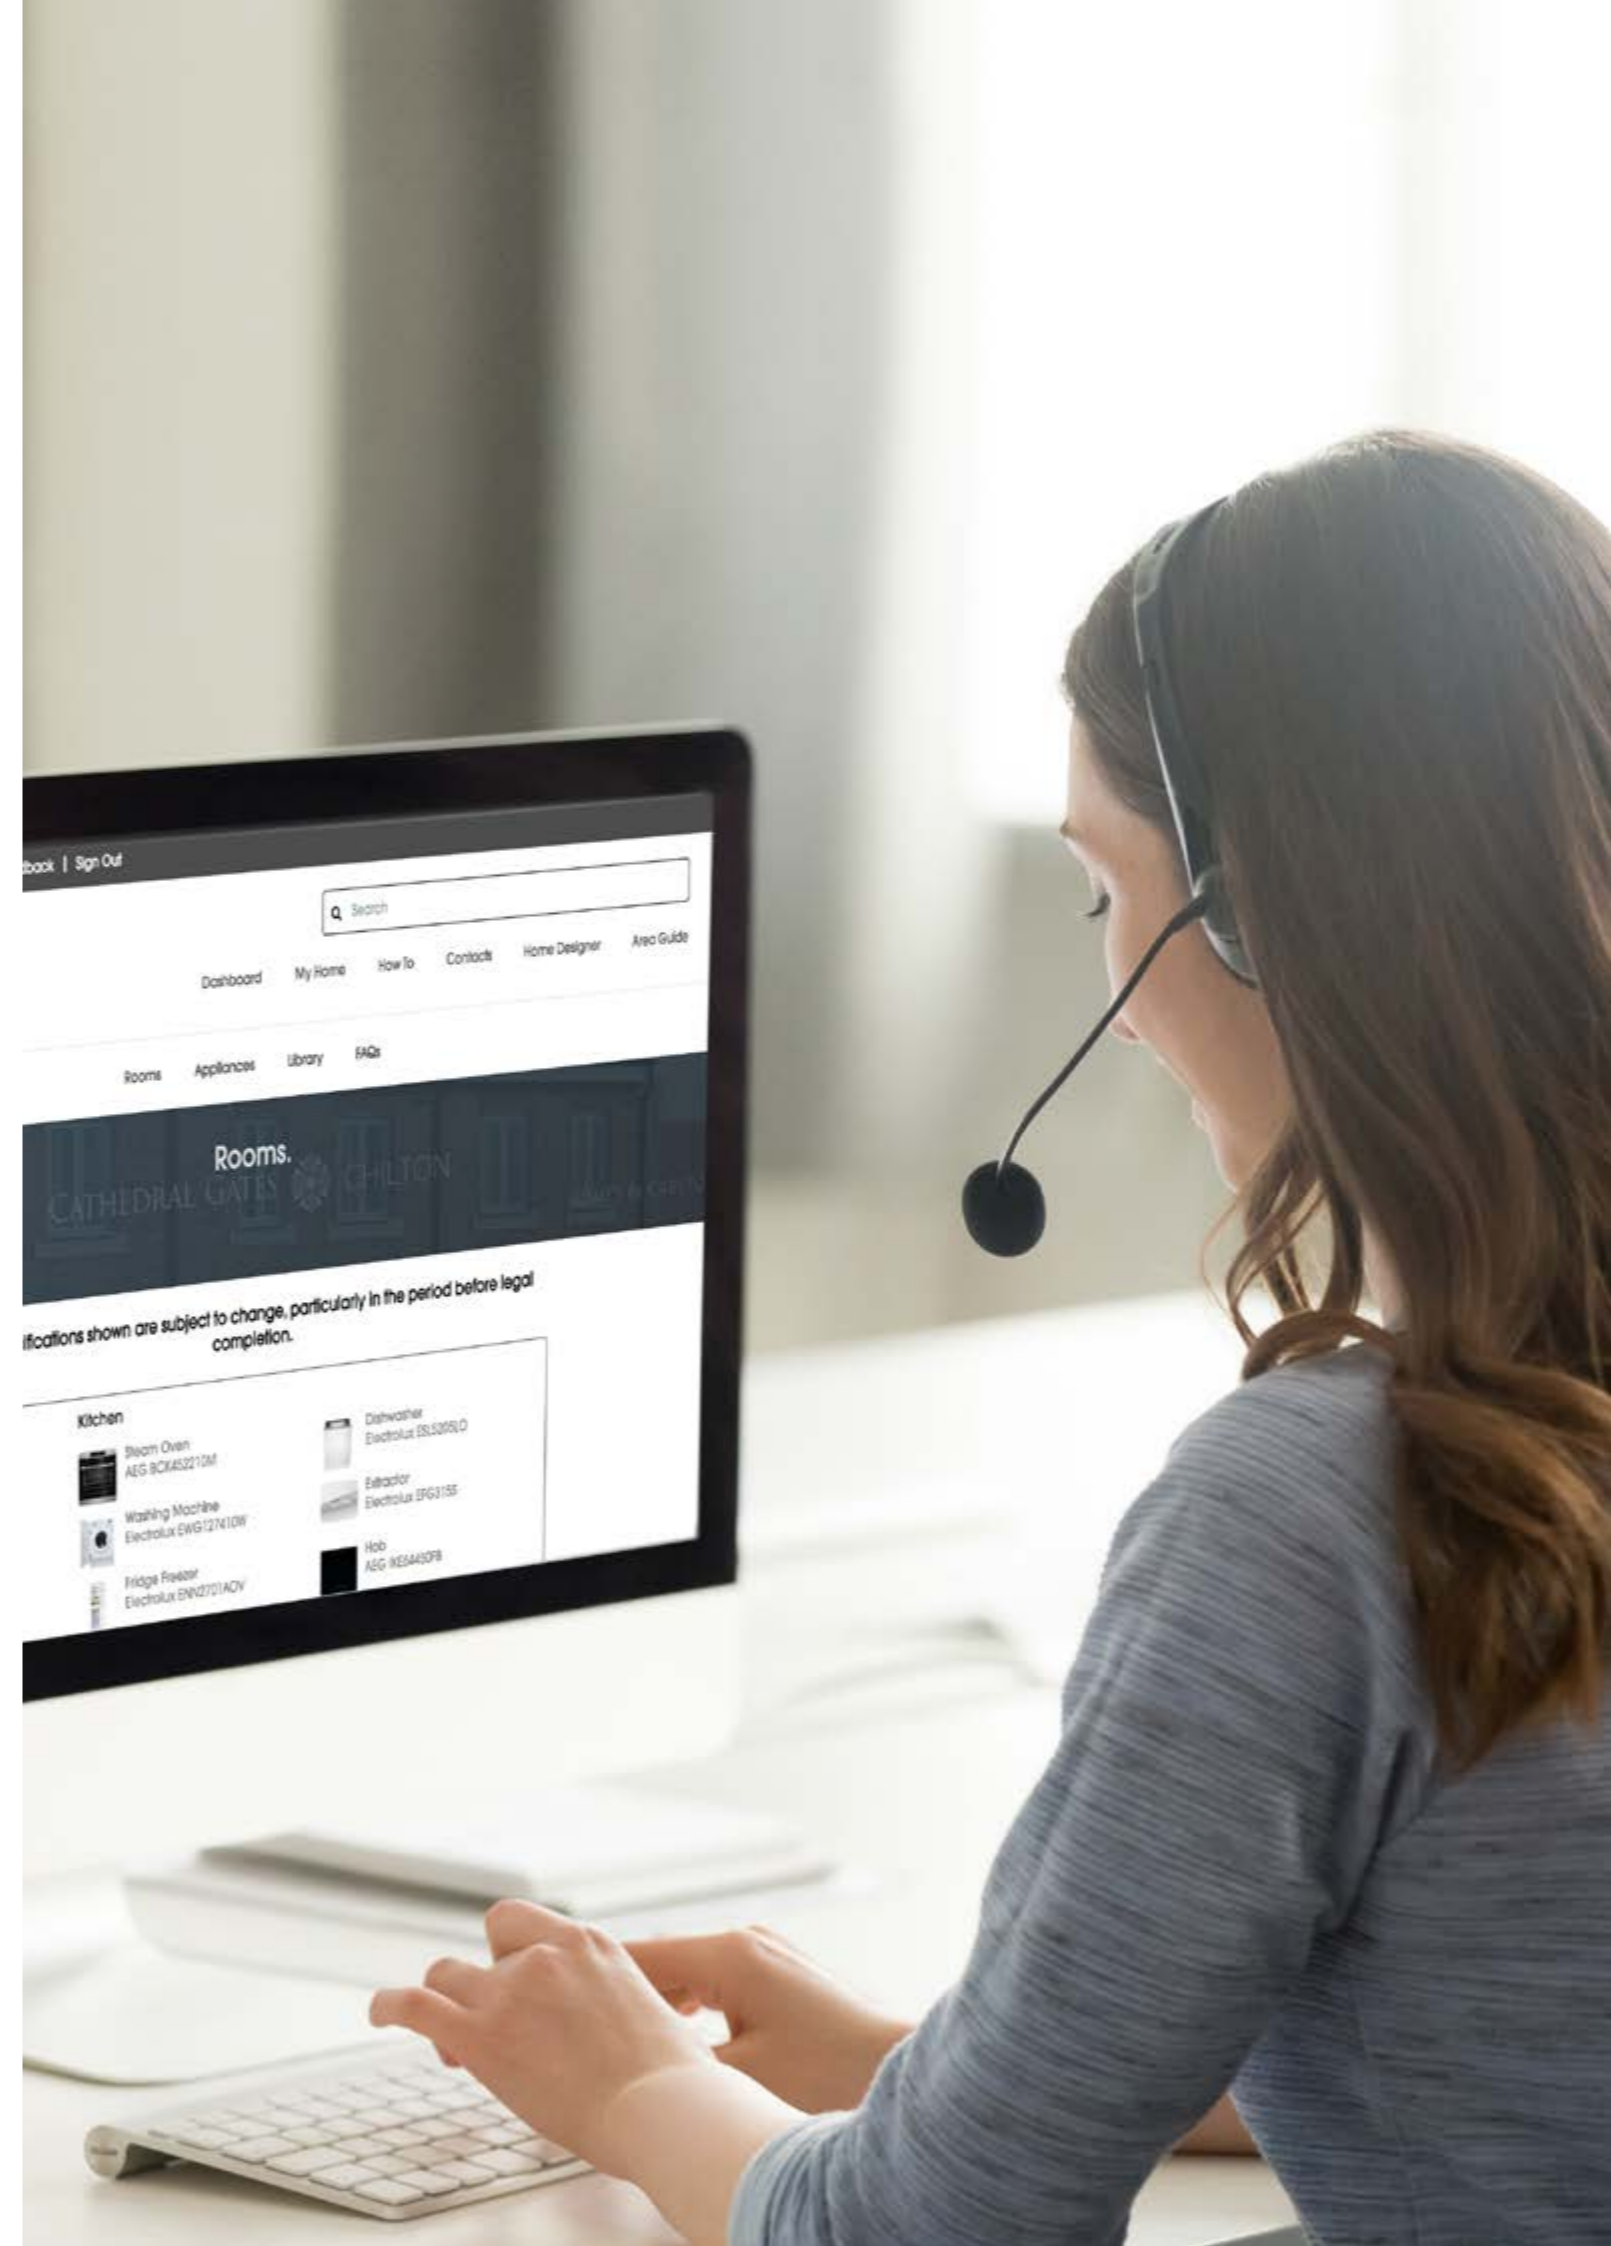 dback | Sign Out
Search
Dashboard My Home How To Contacts Home Designer Area Guide
Rooms Appliances Library FAQs
Rooms.
CATHEDRAL GATES CHILTON
ifications shown are subject to change, particularly in the period before legal
completion.
Kitchen
Steam Oven
AEG BCK452210M
Dishwasher
Electrolux ESL5205LO
Washing Machine
Electrolux EWG127410W
Extractor
Electrolux
Fridge Freezer
Electrolux ENN2701AOV
Hob
AEG IKE64450FB